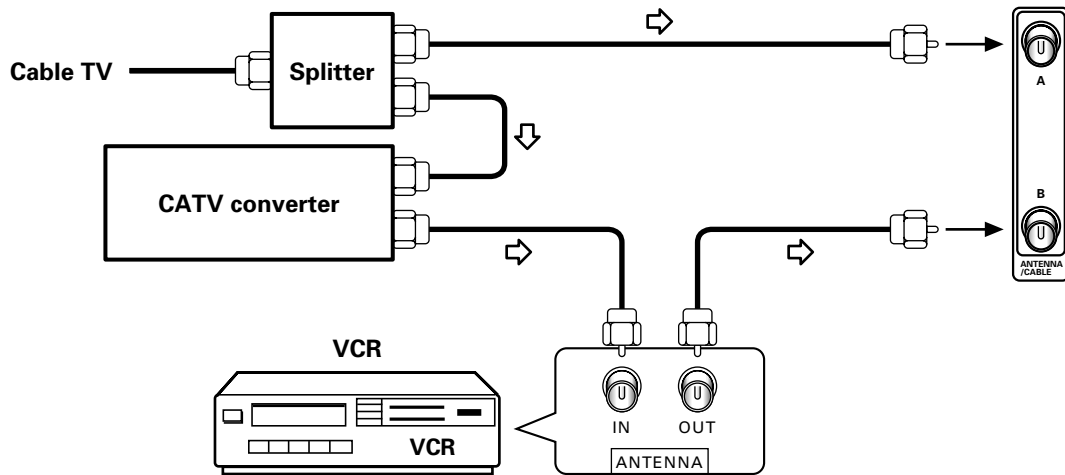 Cable TV
Splitter
A
CATV converter
B
ANTENNA
/CABLE
VCR
VCR
IN
OUT
ANTENNA